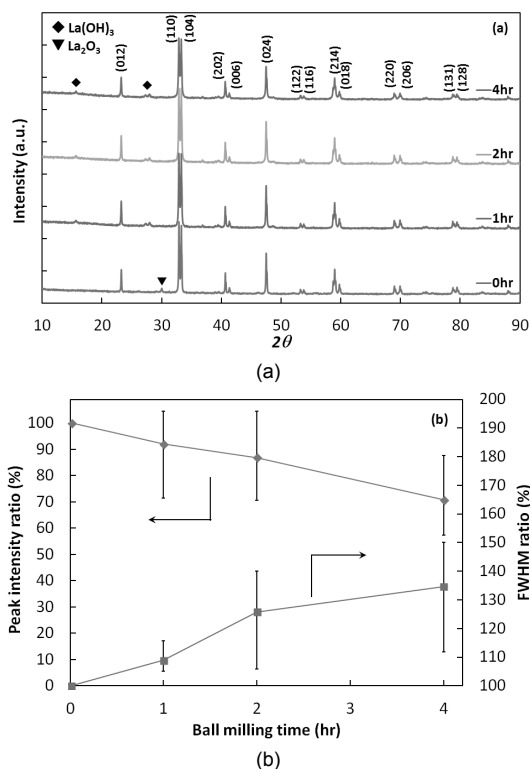 ◆ La(OH)3
▼ La2O3
(a)
(012)
(110)
(104)
(202)
(006)
(024)
(122)
(116)
(214)
(018)
(220)
(206)
(131)
(128)
4hr
2hr
1hr
0hr
Intensity (a.u.)
10 20 30 40 50 60 70 80 90
2θ
(a)
(b)
100
90
80
70
60
50
40
30
20
10
0
Peak intensity ratio (%)
200
190
180
170
160
150
140
130
120
110
100
FWHM ratio (%)
0 1 2 3 4
Ball milling time (hr)
(b)